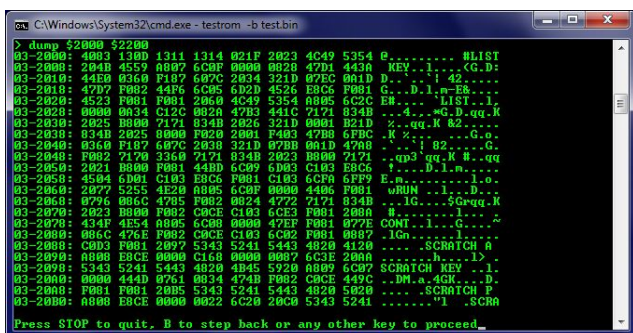 C:\Windows\System32\cmd.exe - testrom -b test.bin
> dump $2000 $2200
03-2000: 4083 130D 1311 1314 021F 2023 4C49 5354 @......... #LIST
03-2008: 204B 4559 A807 6C0F 0000 0828 47D1 443A KEY..l....(G.D:
03-2010: 44E0 0360 F187 607C 2034 321D 07EC 0A1D D..`..`| 42.....
03-2018: 47D7 F082 44F6 6C05 6D2D 4526 E8C6 F081 G...D.l.m-E&....
03-2020: 4523 F081 F081 2060 4C49 5354 A805 6C2C E#.... `LIST..l,
03-2028: 0000 0A34 C12C 082A 47B3 441C 7171 834B ...4.,.*G.D.qq.K
03-2030: 2025 B800 7171 834B 2026 321D 0001 B21D %..qq.K &2.....
03-2038: 834B 2025 8000 F020 2001 F403 47B8 6FBC .K %... ....G.o.
03-2040: 0360 F187 607C 2038 321D 07BB 0A1D 47A8 .`..`| 82.....G.
03-2048: F082 7170 3360 7171 834B 2023 B800 7171 ..qp3`qq.K #..qq
03-2050: 2021 B800 F081 44BD 6C09 6D03 C103 E8C6 !....D.l.m.....
03-2058: 4504 6D01 C103 E8C6 F081 C103 6CFA 6FF9 E.m.........l.o.
03-2060: 2077 5255 4E20 A805 6C0F 0000 4406 F081 wRUN ..l...D...
03-2068: 0796 086C 4785 F082 0824 4772 7171 834B ...lG....$Grqq.K
03-2070: 2023 B800 F082 C0CE C103 6CE3 F081 208A #.........l... .
03-2078: 434F 4E54 A805 6C08 0000 47EF F081 077E CONT..l...G....~
03-2080: 086C 476E F082 C0CE C103 6C02 F081 0887 .lGn......l.....
03-2088: C0D3 F081 2097 5343 5241 5443 4820 4120 .... .SCRATCH A
03-2090: A808 E8CE 0000 C168 0000 0087 6C3E 20AA .......h....l> .
03-2098: 5343 5241 5443 4820 4B45 5920 A809 6C07 SCRATCH KEY ..l.
03-20A0: 0000 444D 0761 0834 474B F082 C0CE 449C ..DM.a.4GK....D.
03-20A8: F081 F081 20B5 5343 5241 5443 4820 5020 .... .SCRATCH P
03-20B0: A808 E8CE 0000 0022 6C20 20C0 5343 5241 ......."l  .SCRA
Press STOP to quit, B to step back or any other key to proceed_